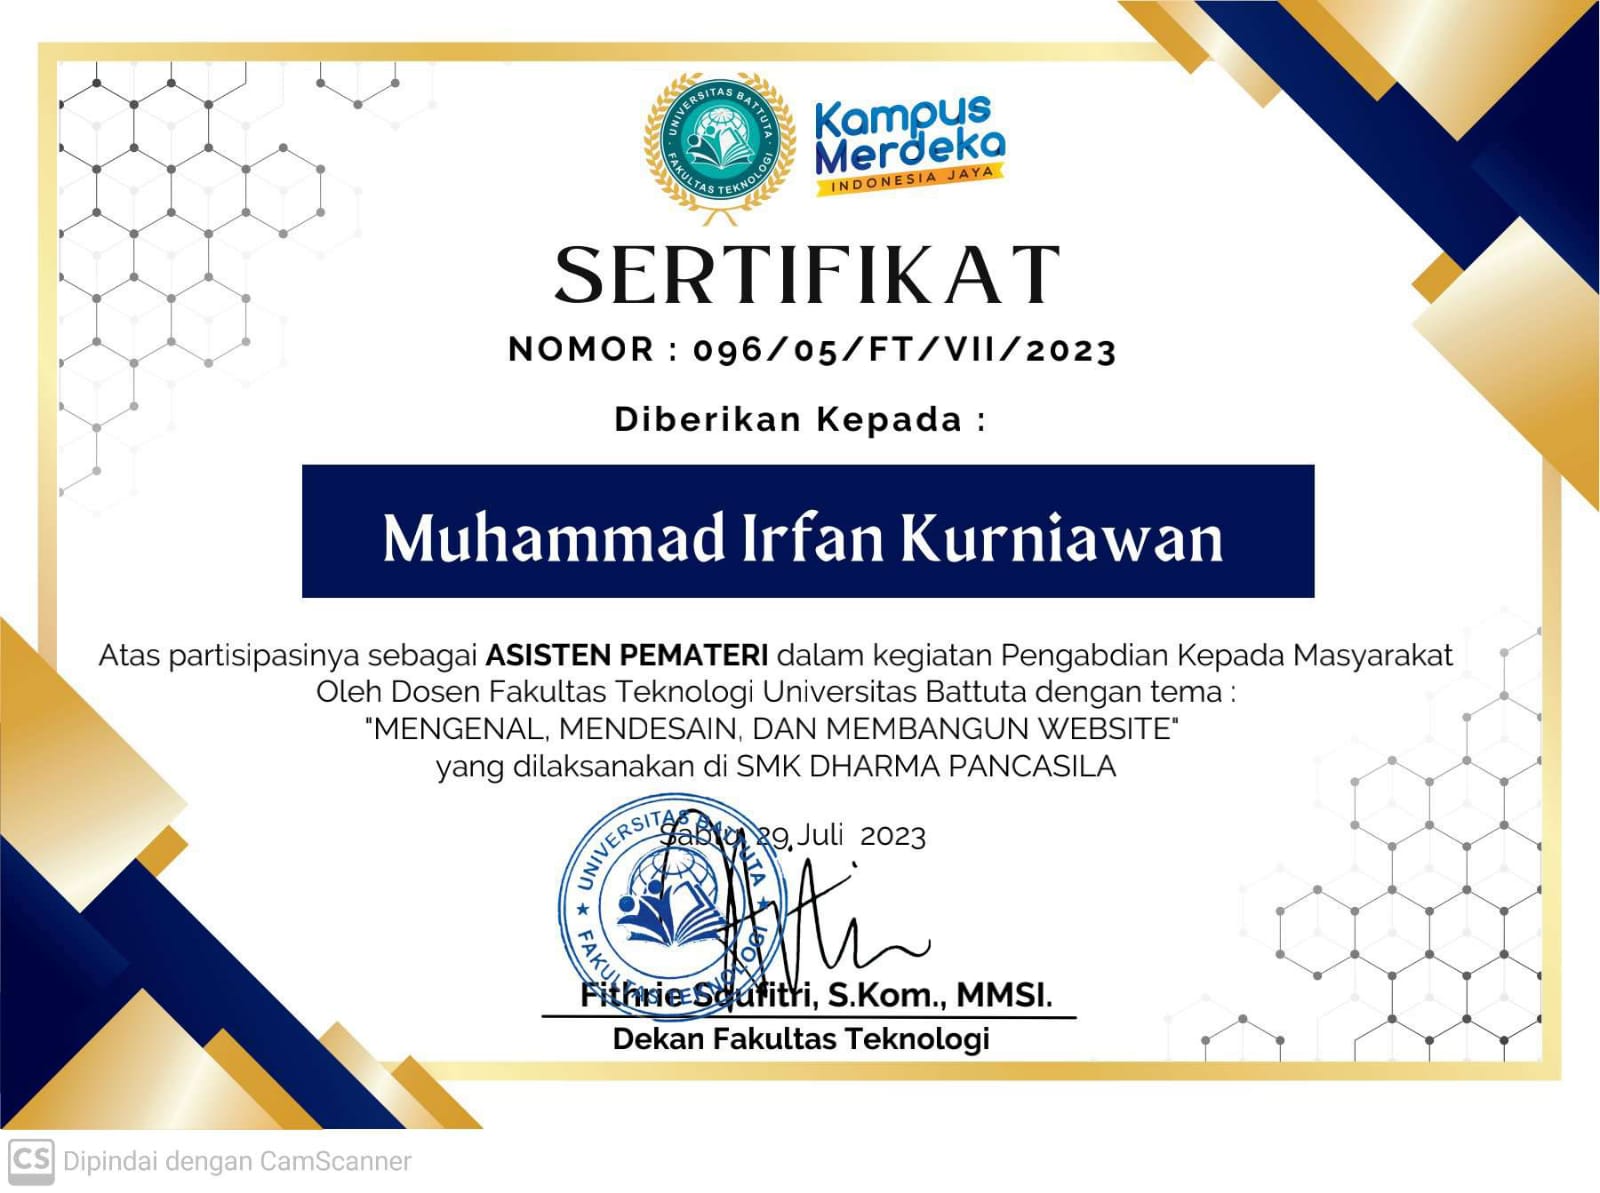 UNIVERSITAS BATTUTA
FAKULTAS TEKNOLOGI
Kampus
Merdeka
INDONESIA JAYA
SERTIFIKAT
NOMOR : 096/05/FT/VII/2023
Diberikan Kepada :
Muhammad Irfan Kurniawan
Atas partisipasinya sebagai ASISTEN PEMATERI dalam kegiatan Pengabdian Kepada Masyarakat
Oleh Dosen Fakultas Teknologi Universitas Battuta dengan tema :
"MENGENAL, MENDESAIN, DAN MEMBANGUN WEBSITE"
yang dilaksanakan di SMK DHARMA PANCASILA
Sabtu, 29 Juli 2023
UNIVERSITAS BATTUTA
FAKULTAS TEKNOLOGI
Fithrie Soufitri, S.Kom., MMSI.
Dekan Fakultas Teknologi
CS Dipindai dengan CamScanner